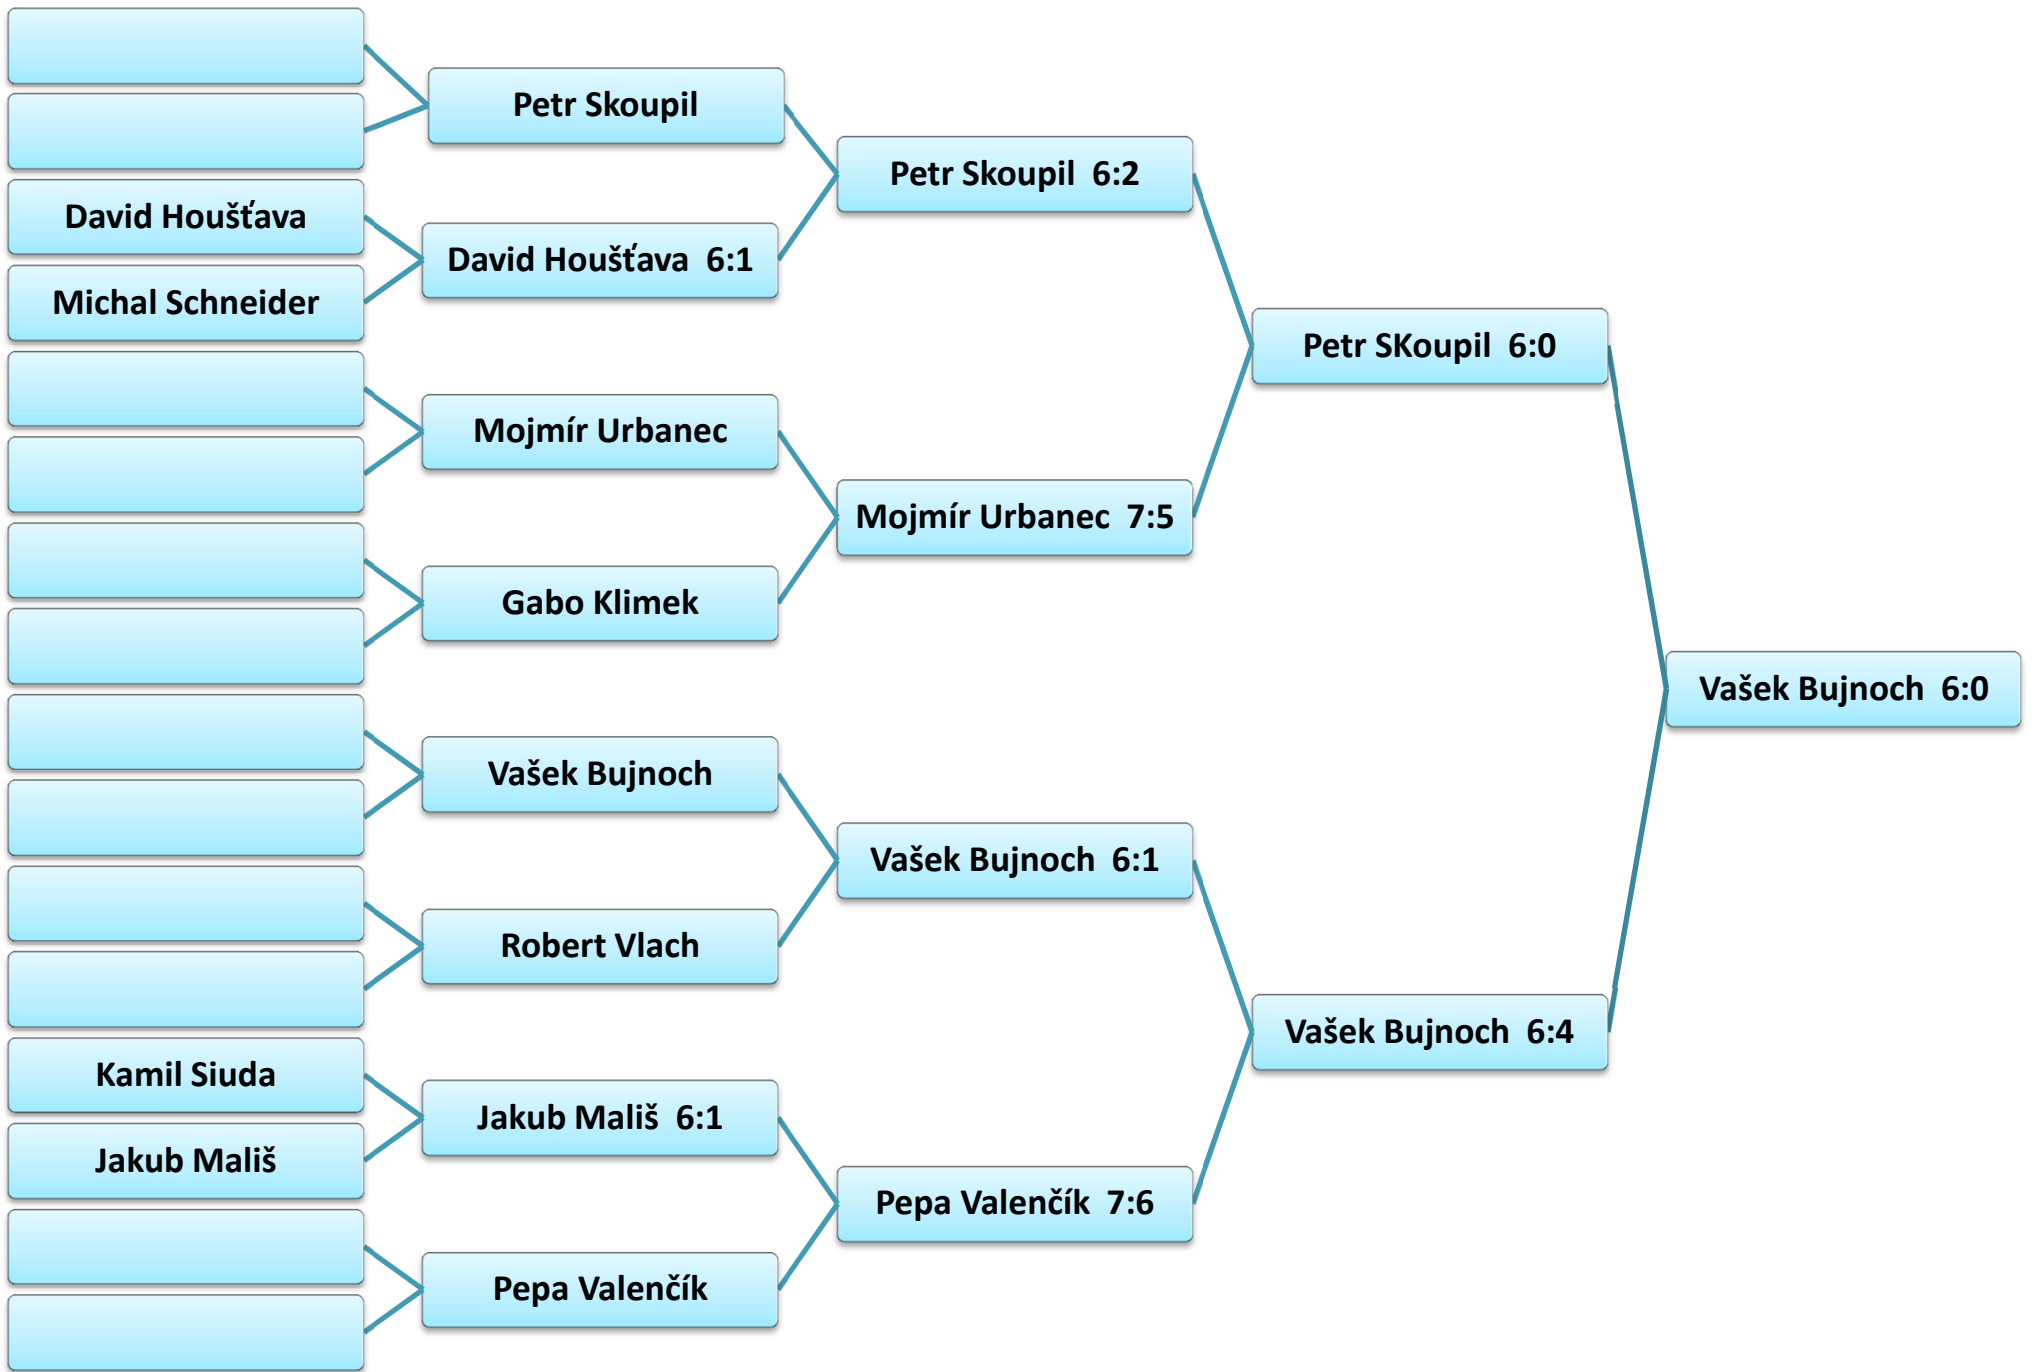 David Houšťava
Michal Schneider
Kamil Siuda
Jakub Mališ
Petr Skoupil
David Houšťava 6:1
Mojmír Urbanec
Gabo Klimek
Vašek Bujnoch
Robert Vlach
Jakub Mališ 6:1
Pepa Valenčík
Petr Skoupil 6:2
Mojmír Urbanec 7:5
Vašek Bujnoch 6:1
Pepa Valenčík 7:6
Petr SKoupil 6:0
Vašek Bujnoch 6:4
Vašek Bujnoch 6:0